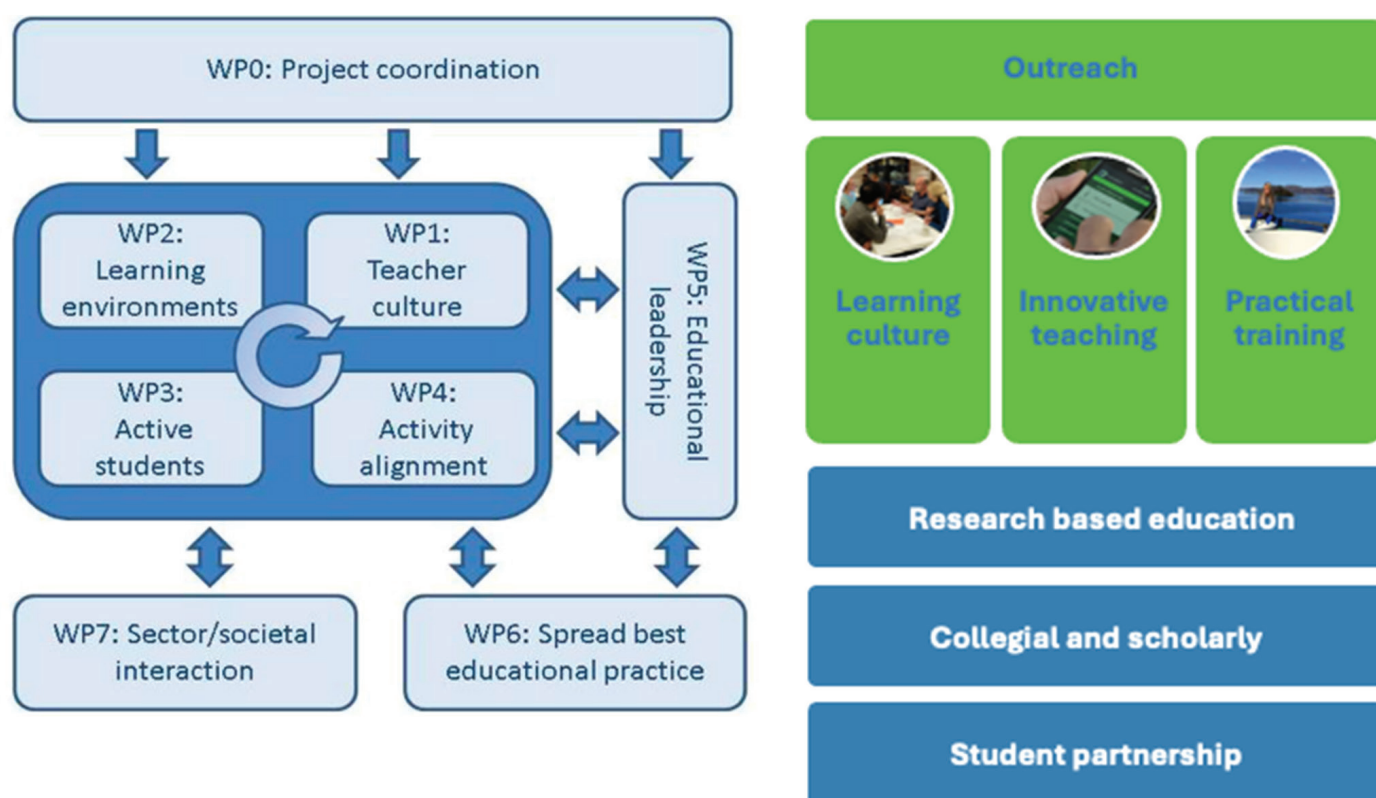 WP0: Project coordination
WP2:
Learning
environments
WP1:
Teacher
culture
WP3:
Active
students
WP4:
Activity
alignment
WP5: Educational
leadership
WP7: Sector/societal
interaction
WP6: Spread best
educational practice
Outreach
Learning
culture
Innovative
teaching
Practical
training
Research based education
Collegial and scholarly
Student partnership